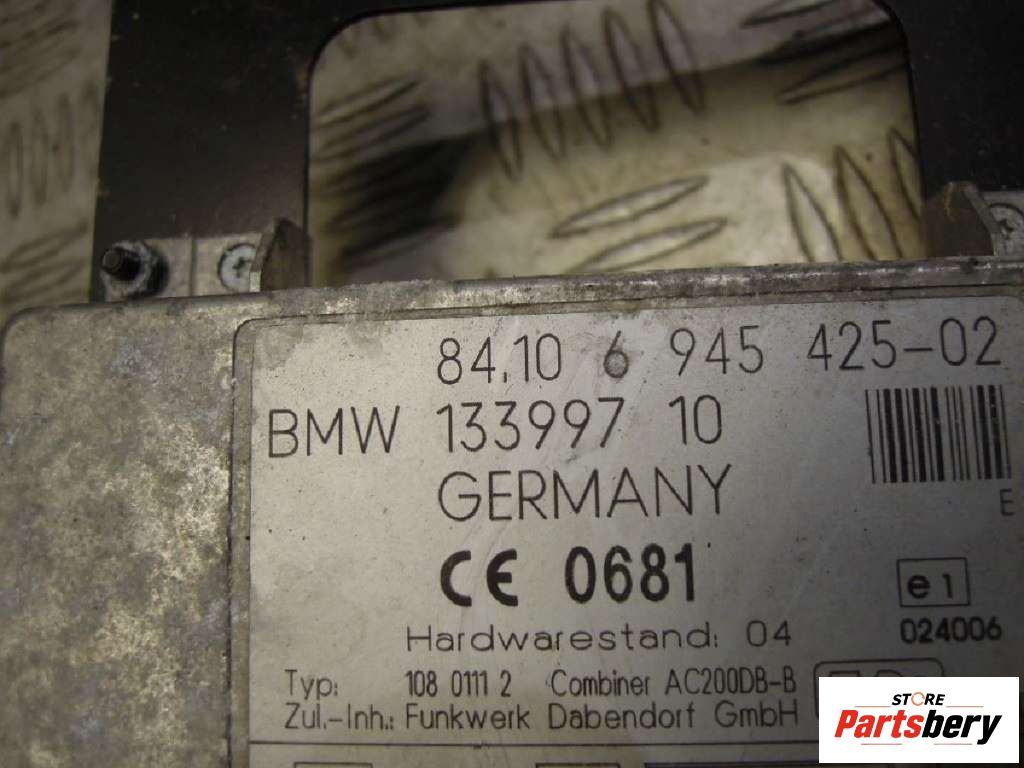 84.10 6 945 425-02
BMW 133997 10
GERMANY
E
CE 0681
e1
Hardwarestand: 04
024006
Typ: 108 0111 2 Combiner AC200DB-B
Zul.-Inh.: Funkwerk Dabendorf GmbH
STORE
Partsbery